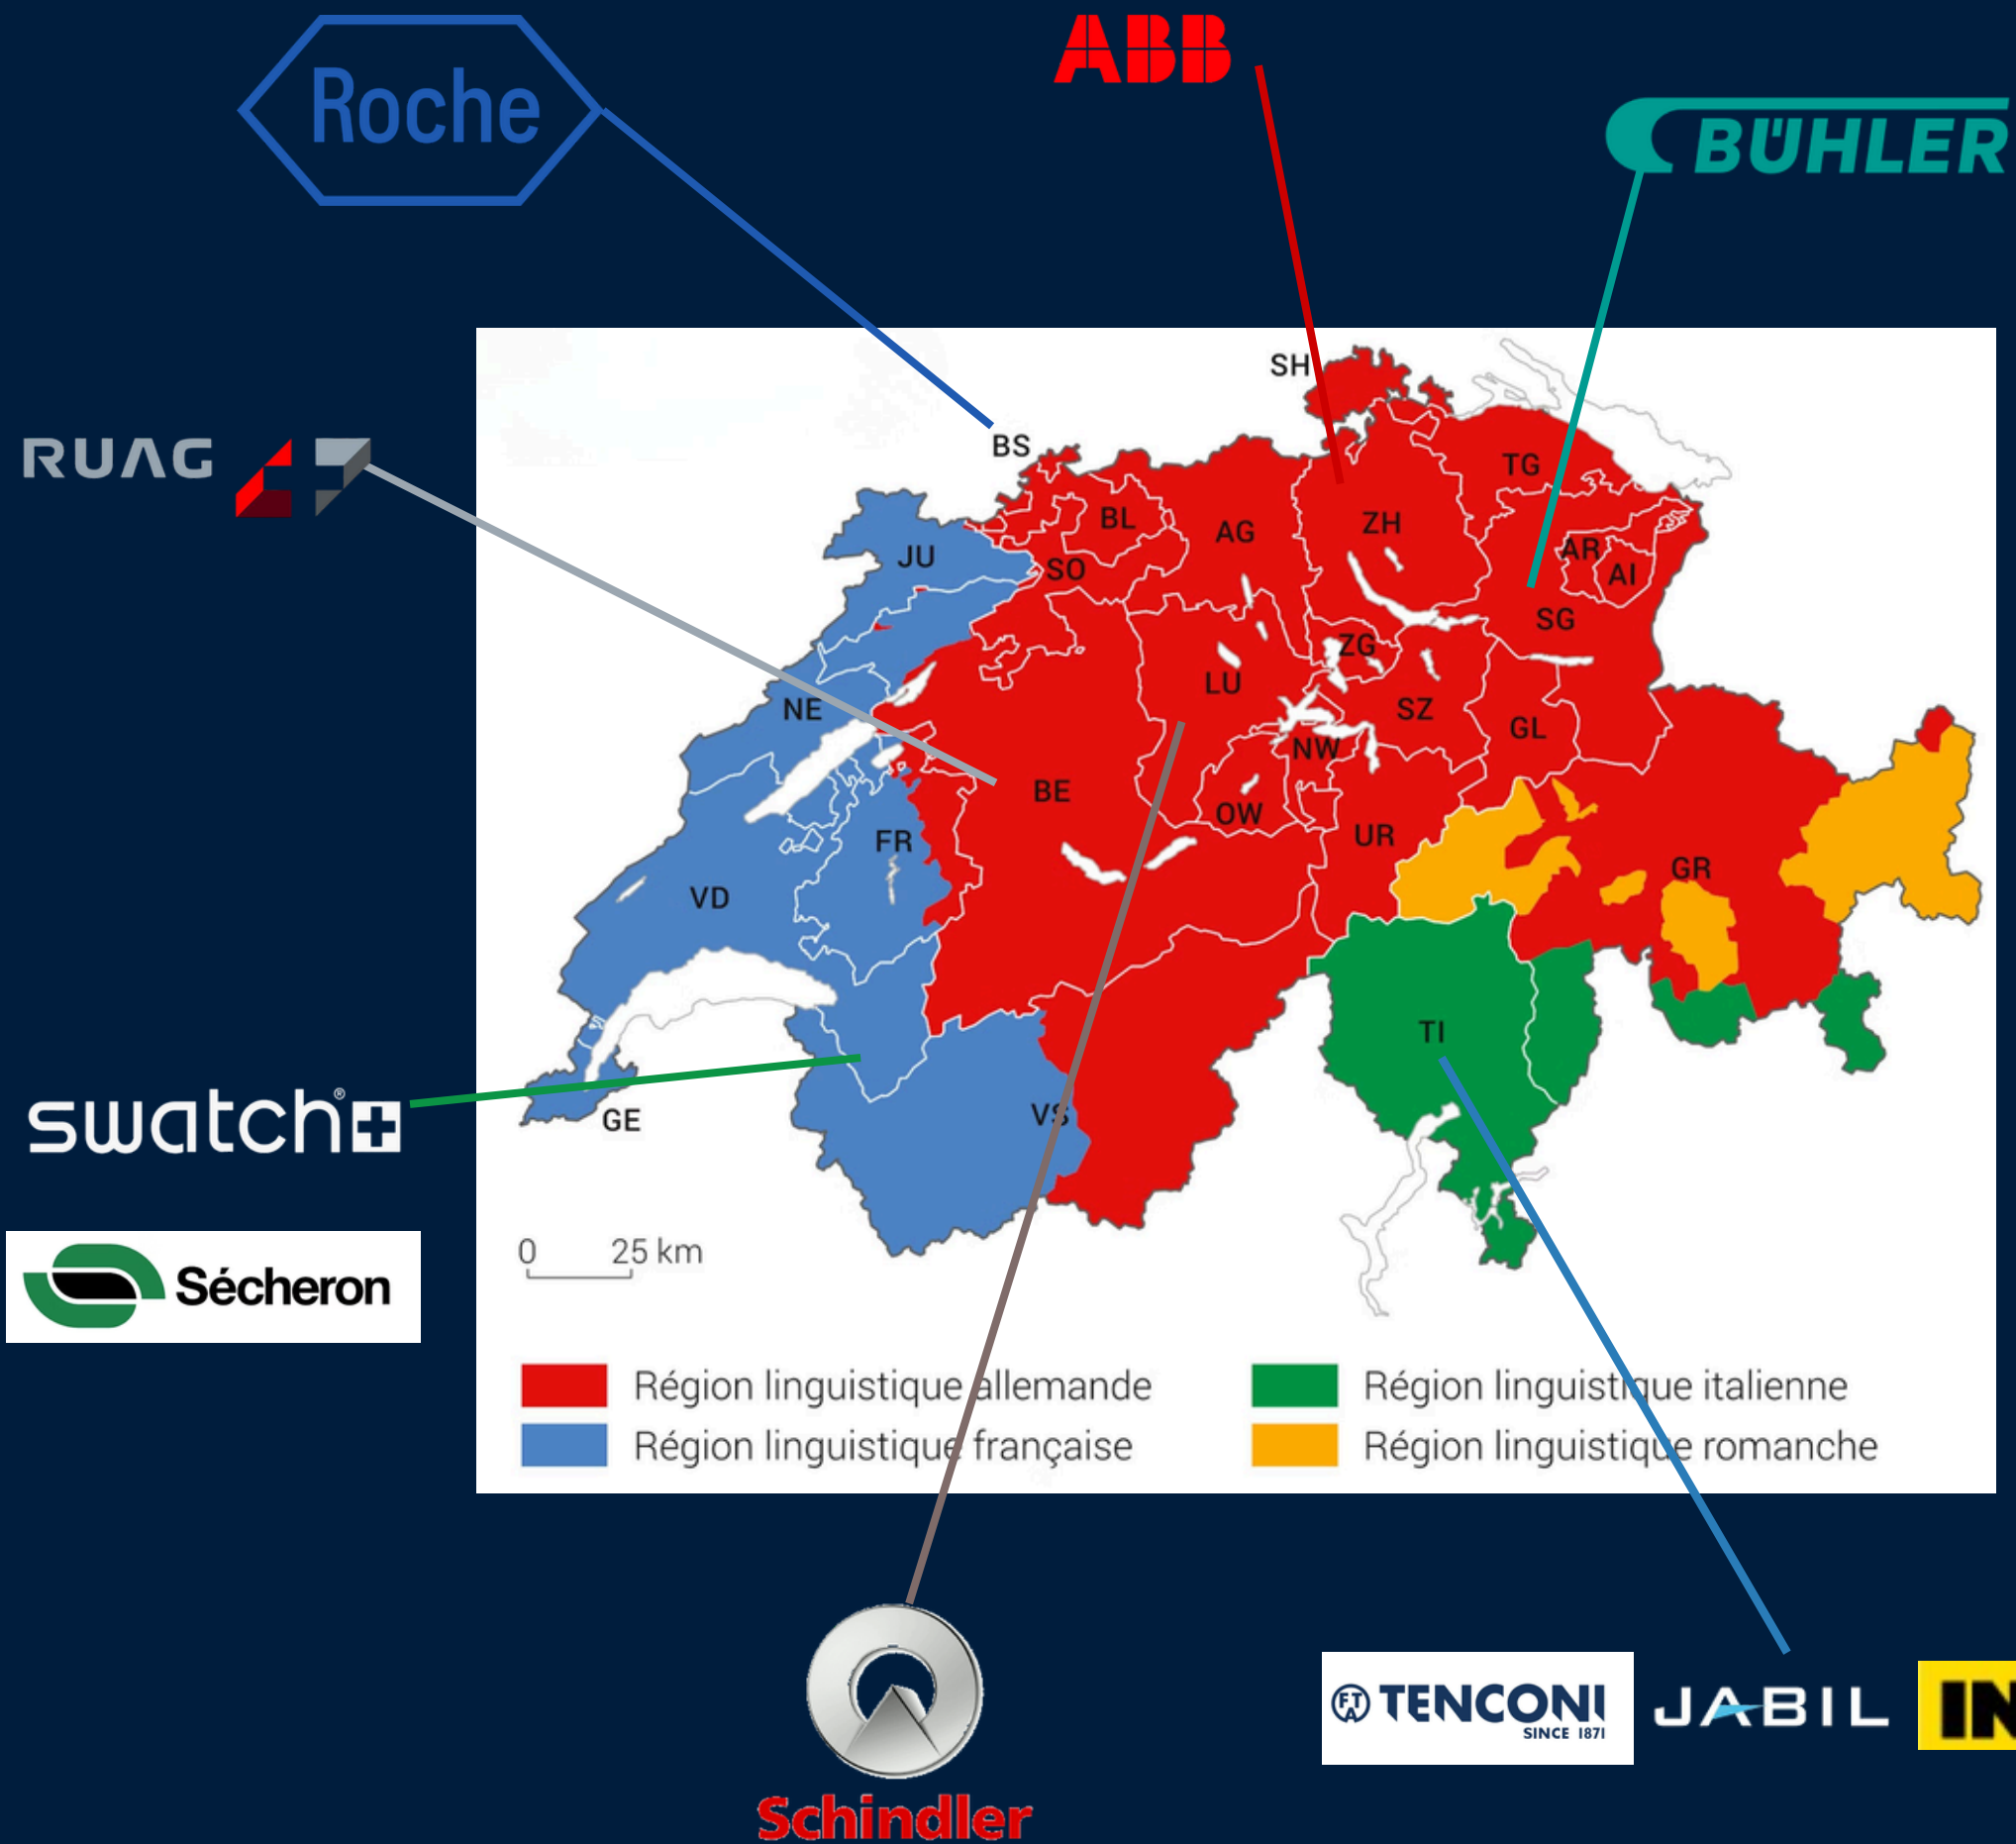 Roche
ABB
BÜHLER
RUAG
SH
BS
TG
BL
AG
ZH
JU
SO
AR
AI
SG
ZG
LU
NE
SZ
GL
NW
BE
OW
UR
FR
GR
VD
TI
swatch®
GE
VS
0 25 km
Sécheron
Région linguistique allemande
Région linguistique italienne
Région linguistique française
Région linguistique romanche
FTA TENCONI
SINCE 1871
JABIL
IN
Schindler